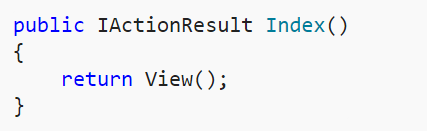 public IActionResult Index()
{
    return View();
}